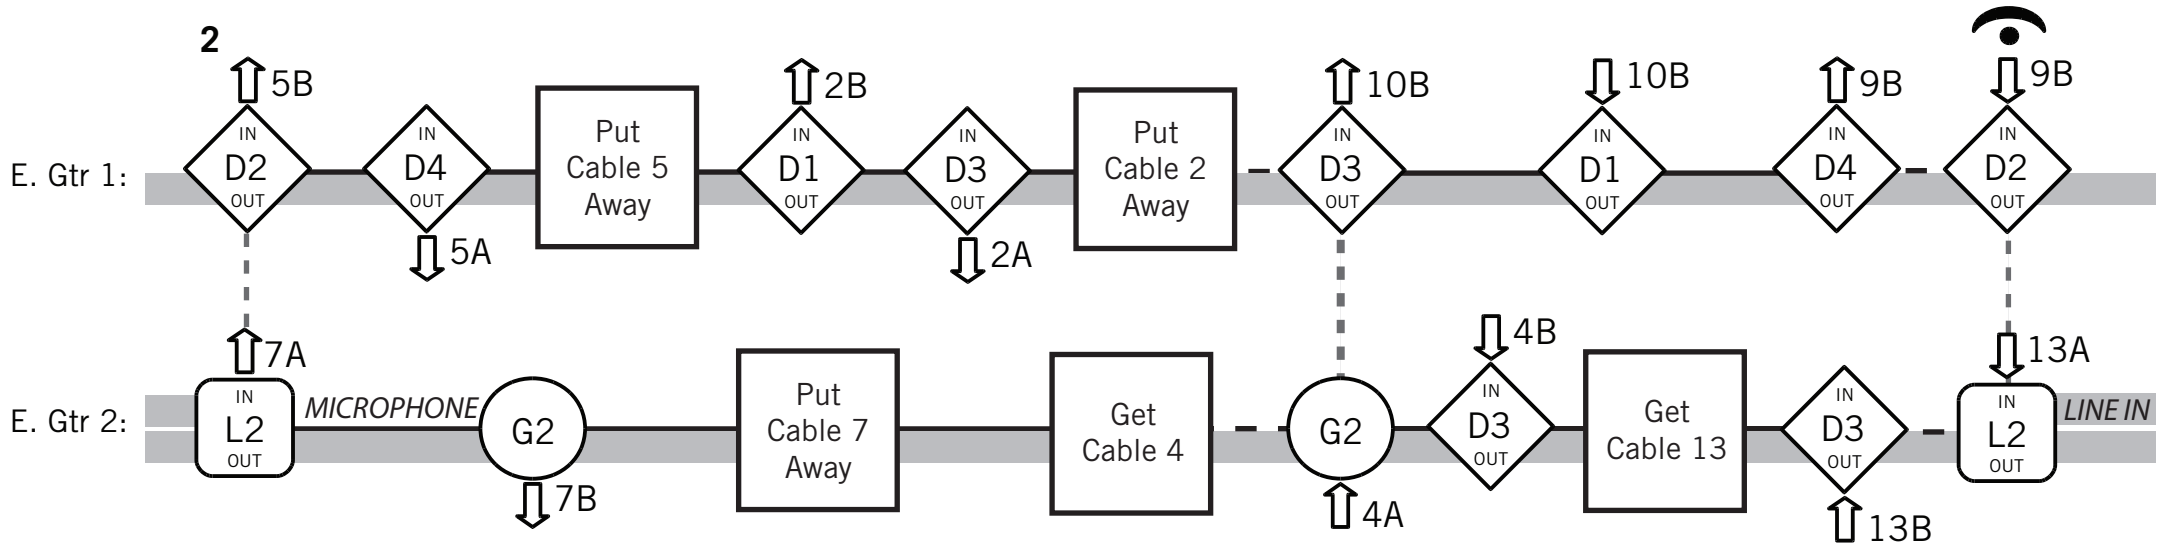 2
5B
2B
10B
10B
9B
9B
E. Gtr 1:
IN
D2
OUT
IN
D4
OUT
Put
Cable 5
Away
IN
D1
OUT
IN
D3
OUT
Put
Cable 2
Away
IN
D3
OUT
IN
D1
OUT
IN
D4
OUT
IN
D2
OUT
5A
2A
7A
4B
13A
E. Gtr 2:
IN
L2
OUT
MICROPHONE
G2
Put
Cable 7
Away
Get
Cable 4
G2
IN
D3
OUT
Get
Cable 13
IN
D3
OUT
IN
L2
OUT
LINE IN
7B
4A
13B